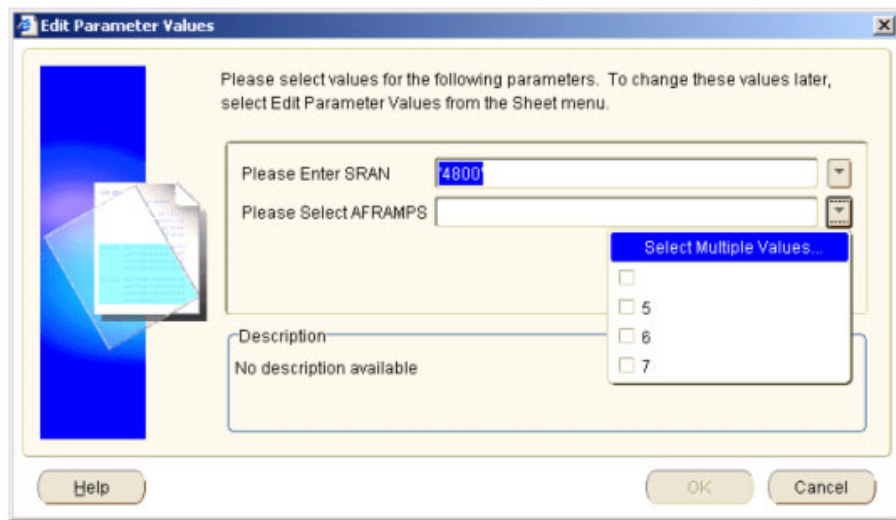 Edit Parameter Values
Please select values for the following parameters. To change these values later,
select Edit Parameter Values from the Sheet menu.
Please Enter SRAN '4800'
Please Select AFRAMPS
Select Multiple Values...
5
6
7
Description
No description available
Help OK Cancel